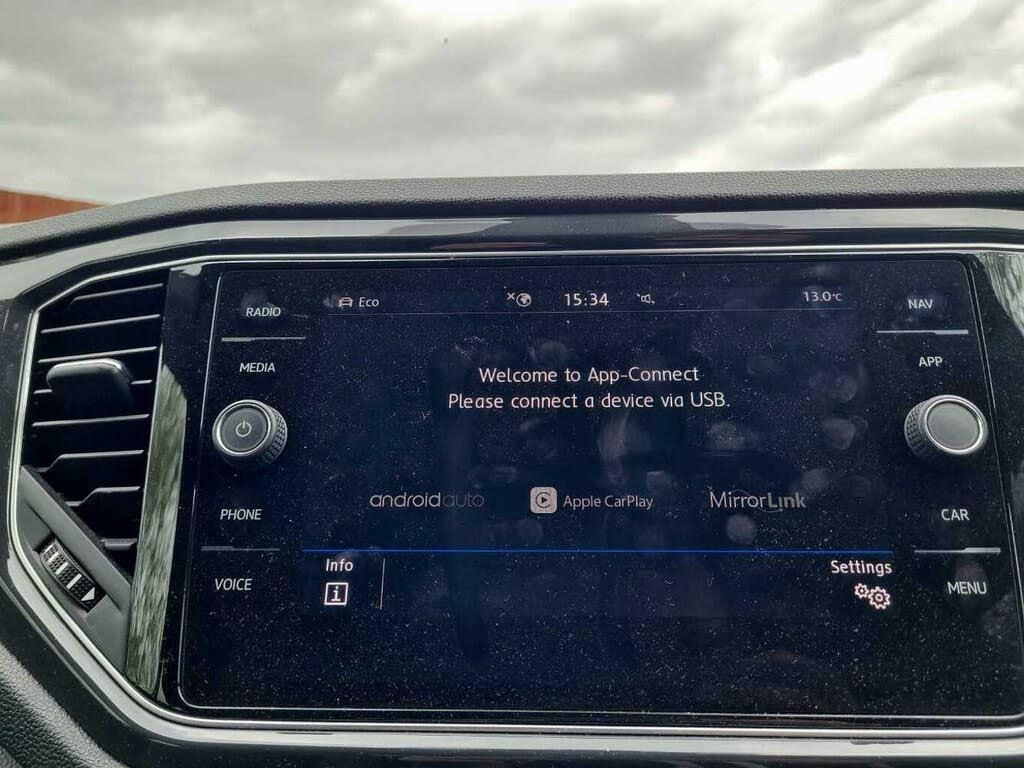 RADIO
Eco
15:34
13.0°C
NAV
MEDIA
APP
Welcome to App-Connect
Please connect a device via USB.
androidauto
Apple CarPlay
MirrorLink
PHONE
CAR
Info
Settings
VOICE
i
MENU